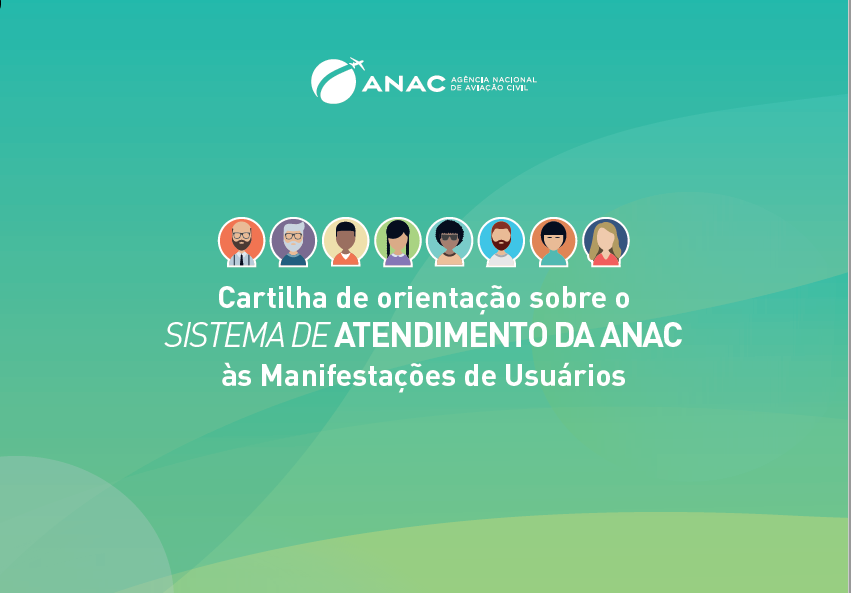 ANAC
AGÊNCIA NACIONAL
DE AVIAÇÃO CIVIL
Cartilha de orientação sobre o
SISTEMA DE ATENDIMENTO DA ANAC
às Manifestações de Usuários